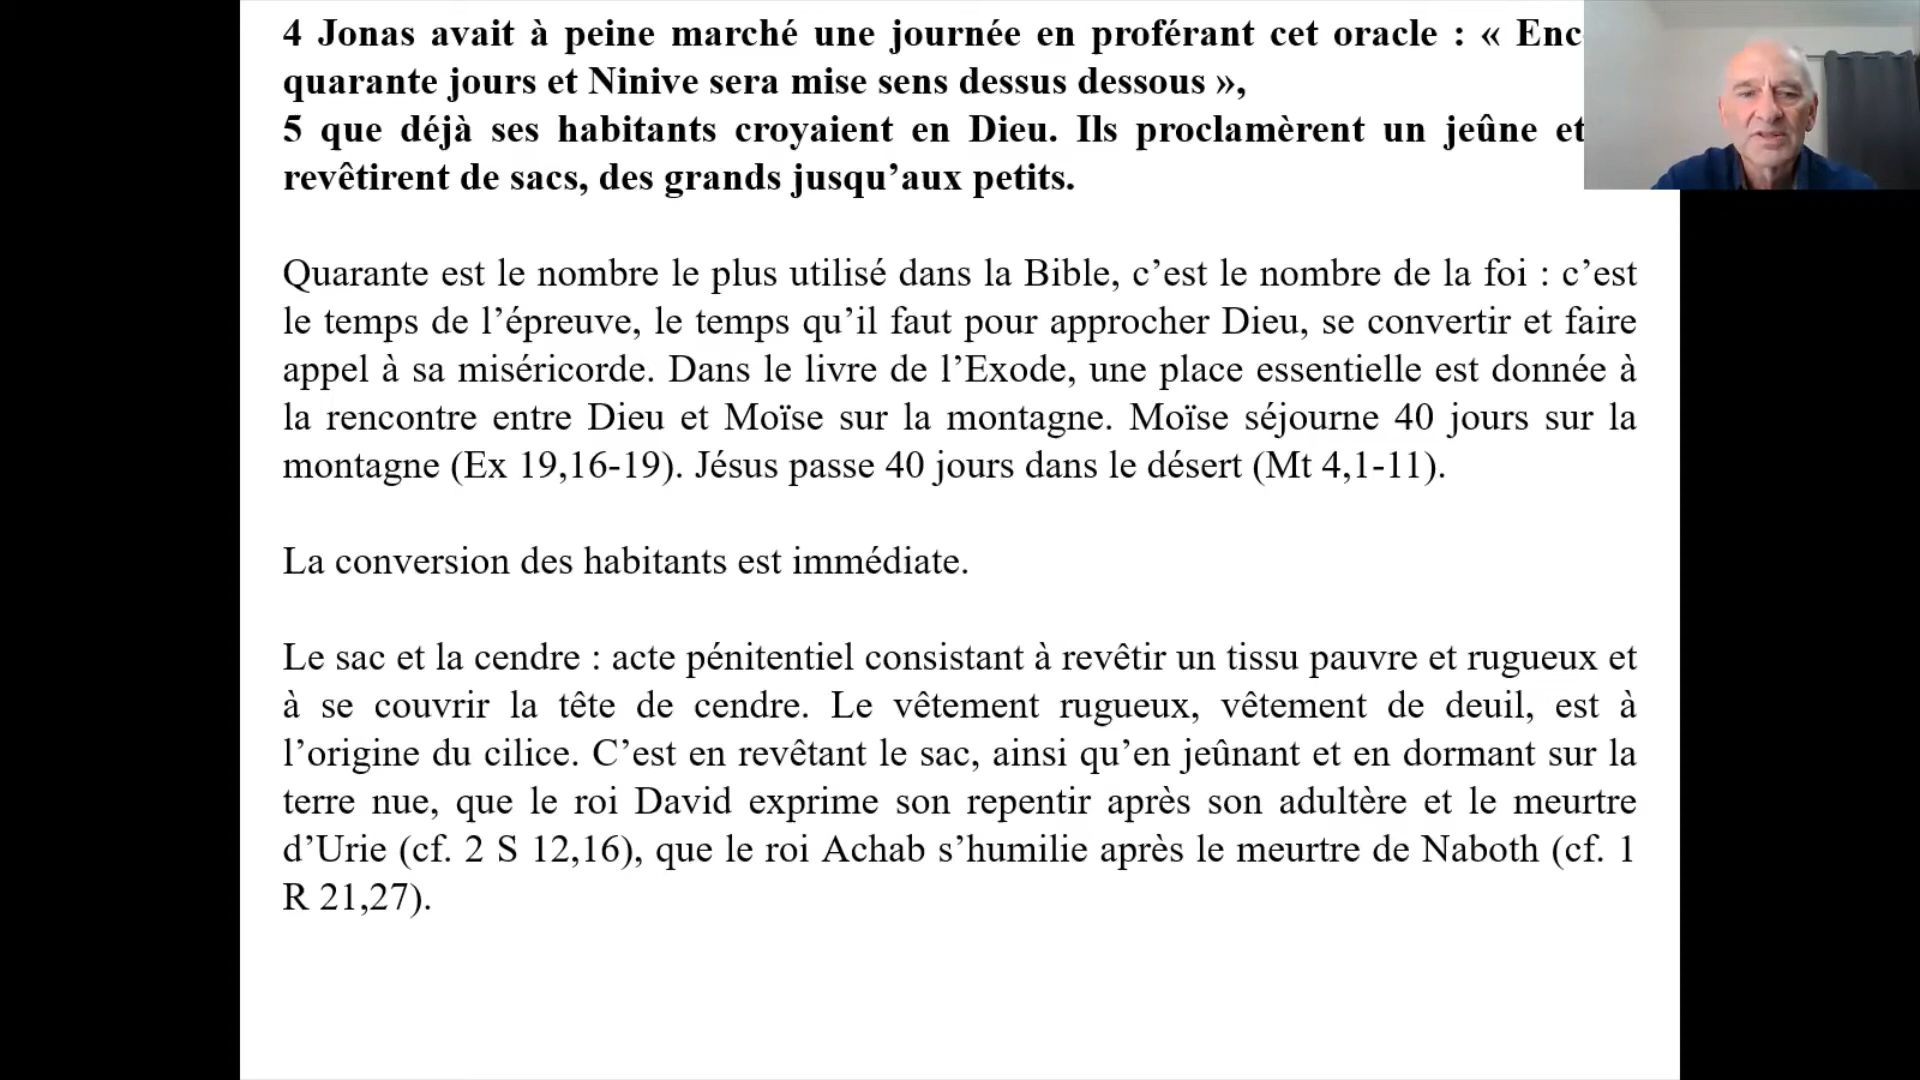 4 Jonas avait à peine marché une journée en proférant cet oracle : « Enc
quarante jours et Ninive sera mise sens dessus dessous »,
5 que déjà ses habitants croyaient en Dieu. Ils proclamèrent un jeûne et
revêtirent de sacs, des grands jusqu’aux petits.
Quarante est le nombre le plus utilisé dans la Bible, c’est le nombre de la foi : c’est
le temps de l’épreuve, le temps qu’il faut pour approcher Dieu, se convertir et faire
appel à sa miséricorde. Dans le livre de l’Exode, une place essentielle est donnée à
la rencontre entre Dieu et Moïse sur la montagne. Moïse séjourne 40 jours sur la
montagne (Ex 19,16-19). Jésus passe 40 jours dans le désert (Mt 4,1-11).
La conversion des habitants est immédiate.
Le sac et la cendre : acte pénitentiel consistant à revêtir un tissu pauvre et rugueux et
à se couvrir la tête de cendre. Le vêtement rugueux, vêtement de deuil, est à
l’origine du cilice. C’est en revêtant le sac, ainsi qu’en jeûnant et en dormant sur la
terre nue, que le roi David exprime son repentir après son adultère et le meurtre
d’Urie (cf. 2 S 12,16), que le roi Achab s’humilie après le meurtre de Naboth (cf. 1
R 21,27).